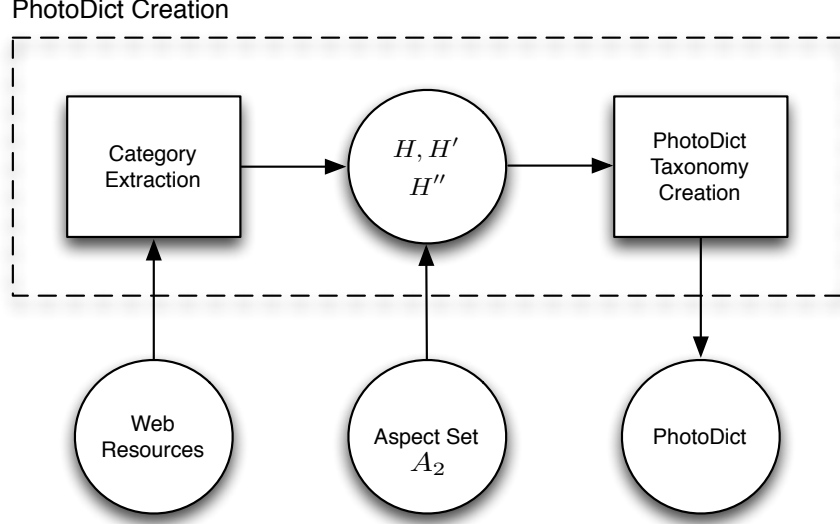 PhotoDict Creation
Category
Extraction
H, H′
H′′
PhotoDict
Taxonomy
Creation
Web
Resources
Aspect Set
A₂
PhotoDict